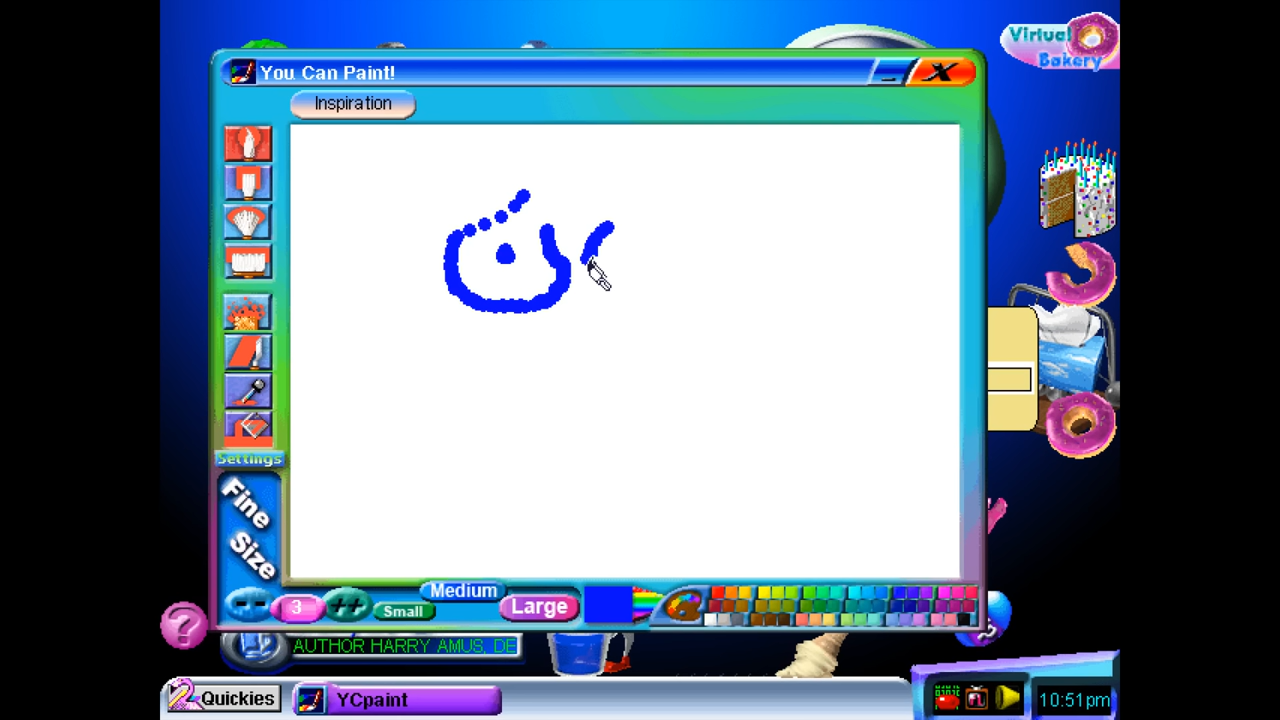 Virtual
Bakery
You Can Paint!
Inspiration
Settings
Fine
Size
3
Small
Medium
Large
AUTHOR HARRY AMUS, DE
Quickies
YCpaint
10:51pm